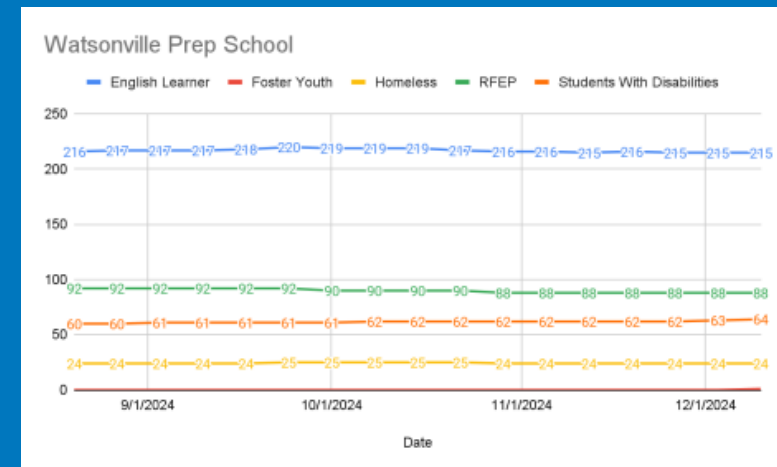 Watsonville Prep School
English Learner Foster Youth Homeless RFEP Students With Disabilities
250
200
150
100
50
0
216 217 217 217 218 220 219 219 219 217 216 216 215 216 215 215 215
92 92 92 92 92 92 90 90 90 90 88 88 88 88 88 88 88
60 60 61 61 61 61 61 62 62 62 62 62 62 62 62 63 64
24 24 24 24 24 25 25 25 25 25 24 24 24 24 24 24 24
9/1/2024 10/1/2024 11/1/2024 12/1/2024
Date